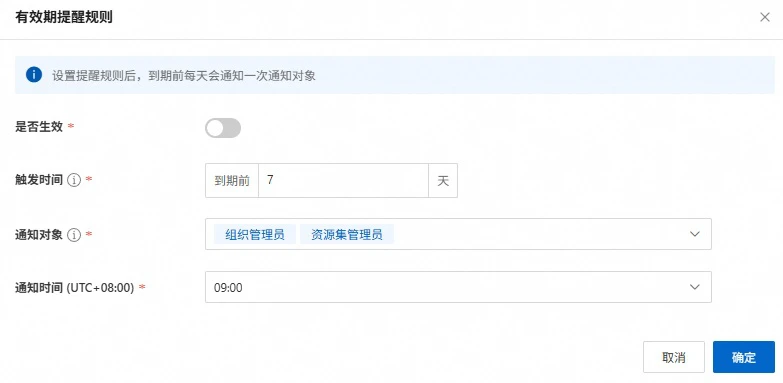 有效期提醒规则
设置提醒规则后，到期前每天会通知一次通知对象
是否生效 *
触发时间 * 到期前 7 天
通知对象 * 组织管理员 资源集管理员
通知时间 (UTC+08:00) * 09:00
取消 确定